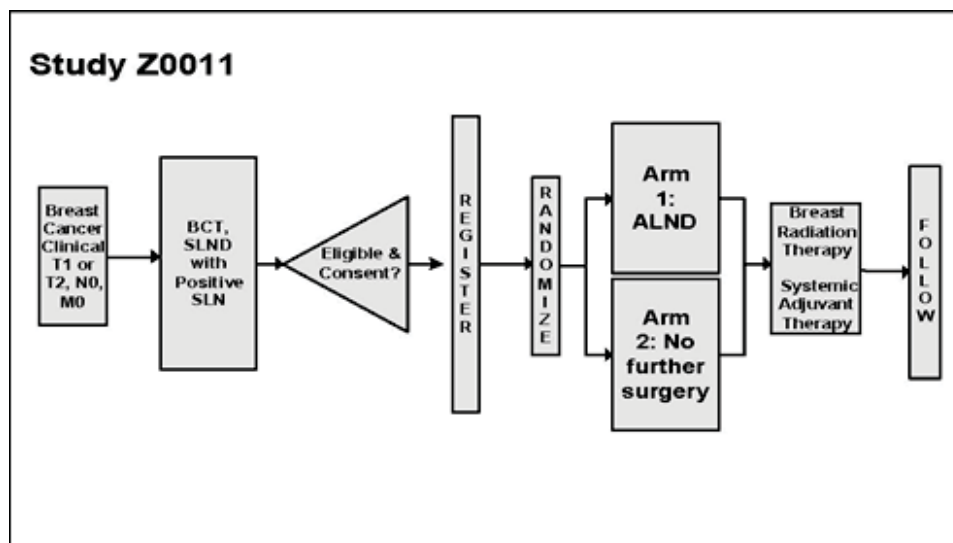 Study Z0011
Breast
Cancer
Clinical
T1 or
T2, N0,
M0
BCT,
SLND
with
Positive
SLN
Eligible &
Consent?
REGISTER
RANDOMIZE
Arm
1:
ALND
Arm
2: No
further
surgery
Breast
Radiation
Therapy
Systemic
Adjuvant
Therapy
FOLLOW